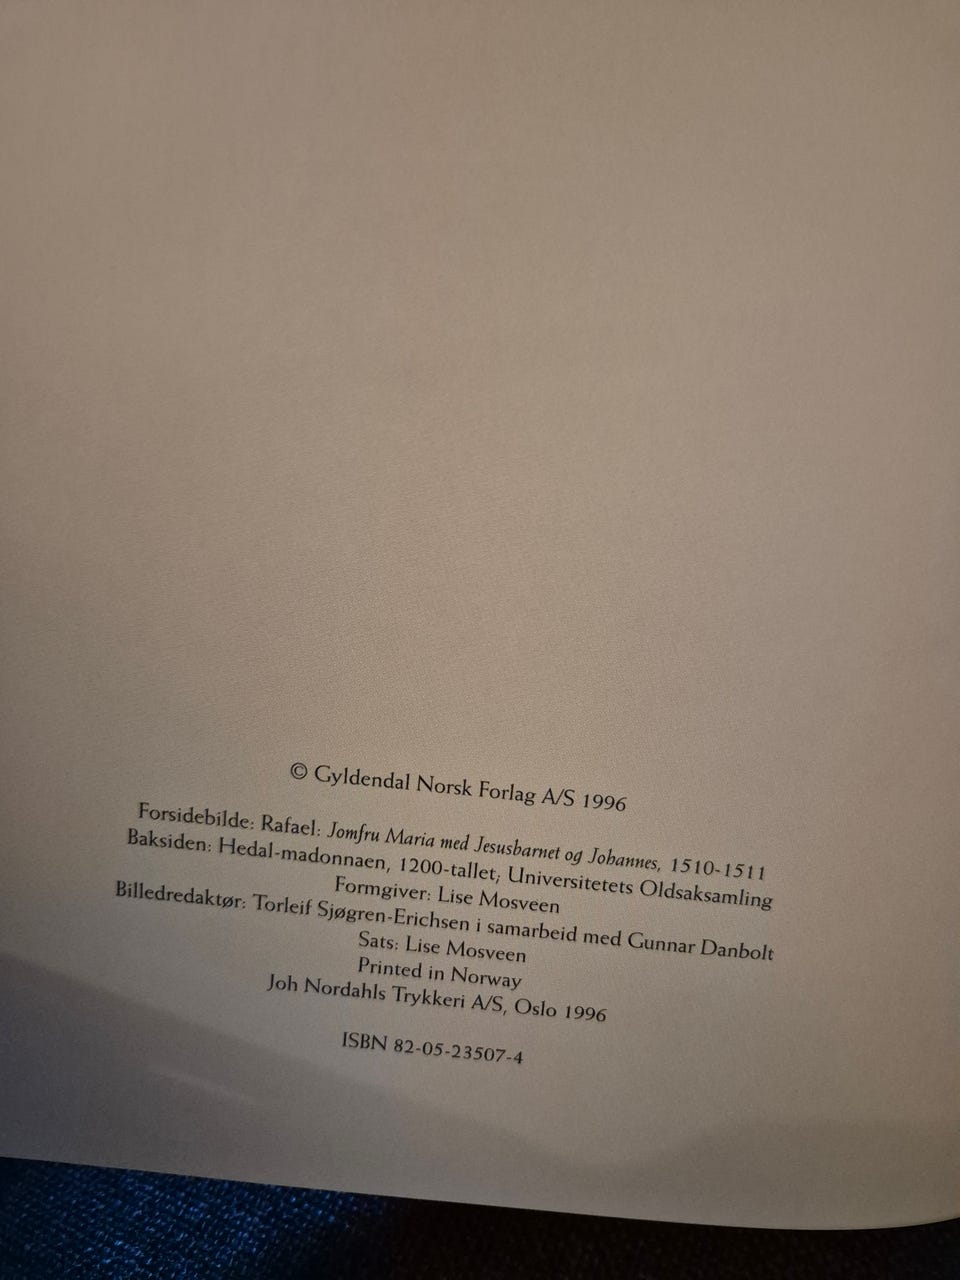 © Gyldendal Norsk Forlag A/S 1996
Forsidebilde: Rafael: Jomfru Maria med Jesusbarnet og Johannes, 1510-1511
Baksiden: Hedal-madonnaen, 1200-tallet; Universitetets Oldsaksamling
Formgiver: Lise Mosveen
Billedredaktør: Torleif Sjøgren-Erichsen i samarbeid med Gunnar Danbolt
Sats: Lise Mosveen
Printed in Norway
Joh Nordahls Trykkeri A/S, Oslo 1996
ISBN 82-05-23507-4